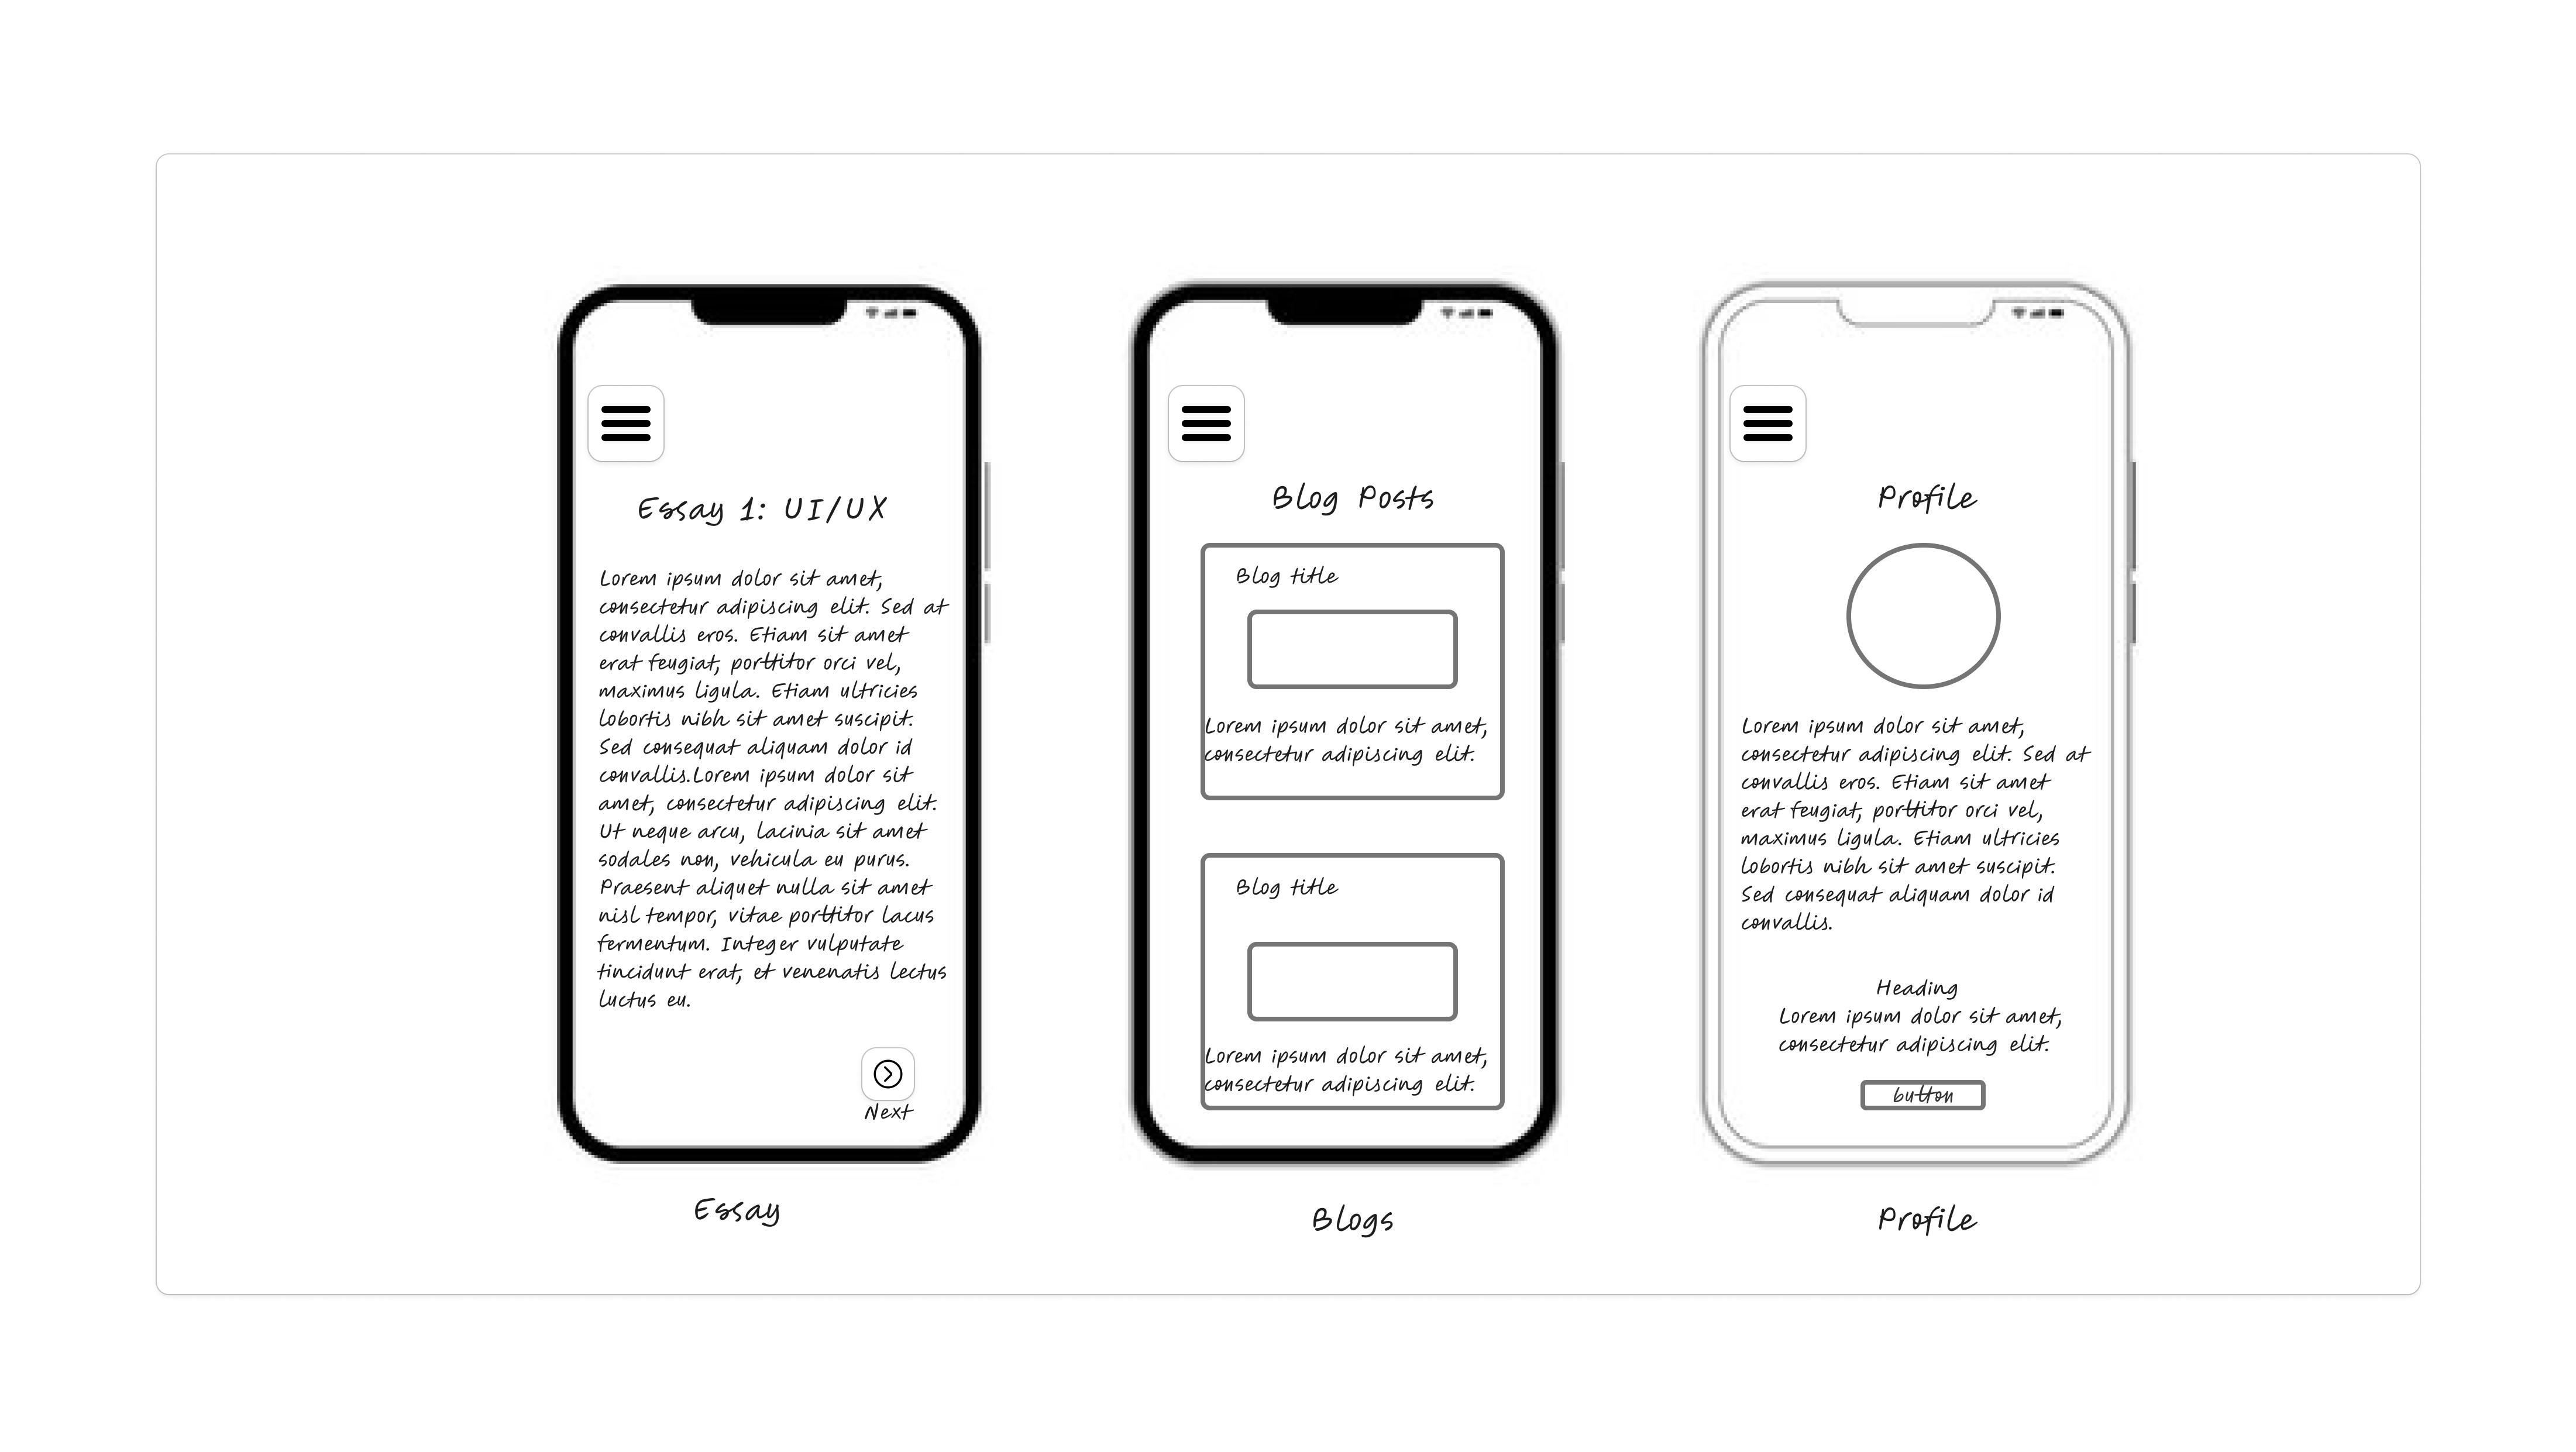 Essay 1: UI/UX
Lorem ipsum dolor sit amet,
consectetur adipiscing elit. Sed at
convallis eros. Etiam sit amet
erat feugiat, porttitor orci vel,
maximus ligula. Etiam ultricies
lobortis nibh sit amet suscipit.
Sed consequat aliquam dolor id
convallis.Lorem ipsum dolor sit
amet, consectetur adipiscing elit.
Ut neque arcu, lacinia sit amet
sodales non, vehicula eu purus.
Praesent aliquet nulla sit amet
nisl tempor, vitae porttitor lacus
fermentum. Integer vulputate
tincidunt erat, et venenatis lectus
luctus eu.
Next
Essay
Blog Posts
Blog title
Lorem ipsum dolor sit amet,
consectetur adipiscing elit.
Blog title
Lorem ipsum dolor sit amet,
consectetur adipiscing elit.
Blogs
Profile
Lorem ipsum dolor sit amet,
consectetur adipiscing elit. Sed at
convallis eros. Etiam sit amet
erat feugiat, porttitor orci vel,
maximus ligula. Etiam ultricies
lobortis nibh sit amet suscipit.
Sed consequat aliquam dolor id
convallis.
Heading
Lorem ipsum dolor sit amet,
consectetur adipiscing elit.
button
Profile